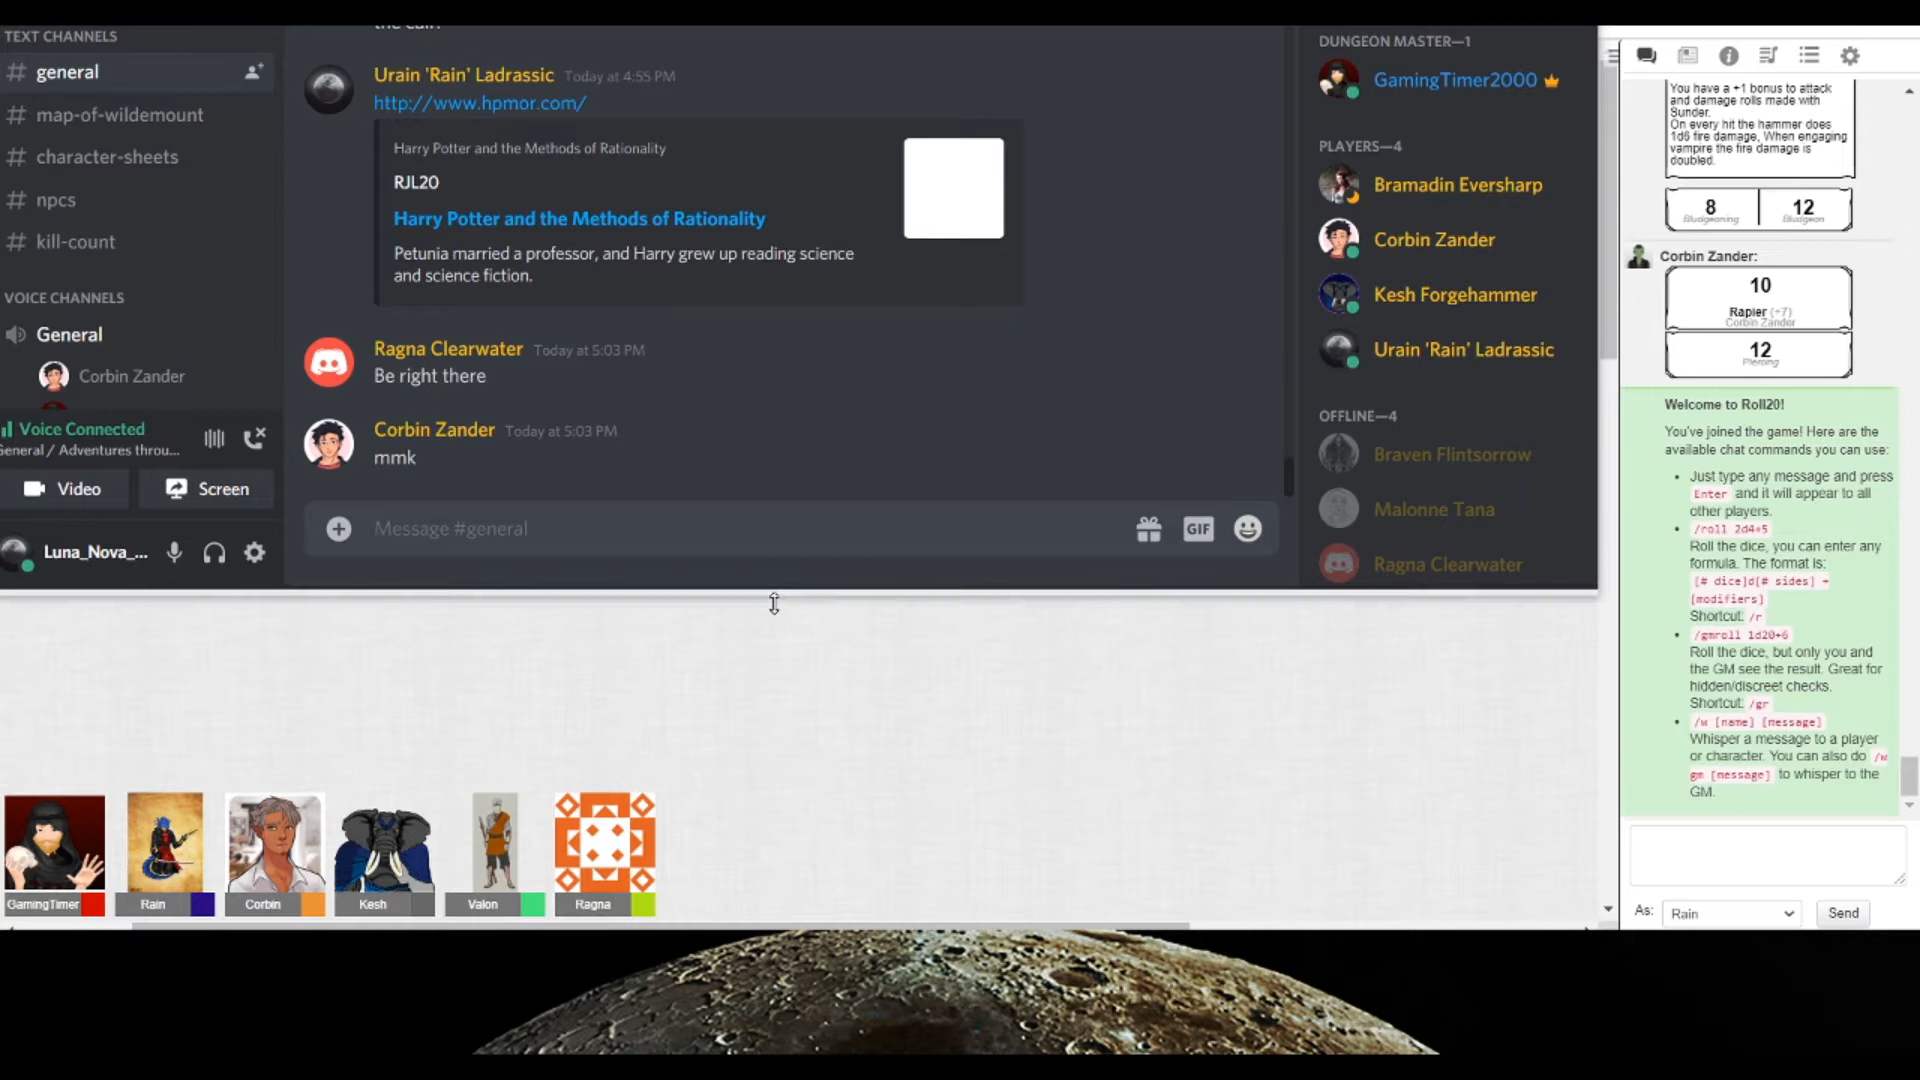 TEXT CHANNELS
# general
# map-of-wildemount
# character-sheets
# npcs
# kill-count
VOICE CHANNELS
General
Corbin Zander
Voice Connected
General / Adventures throu...
Video
Screen
Luna_Nova_...
the call?
Urain 'Rain' Ladrassic Today at 4:55 PM
http://www.hpmor.com/
Harry Potter and the Methods of Rationality
RJL20
Harry Potter and the Methods of Rationality
Petunia married a professor, and Harry grew up reading science
and science fiction.
Ragna Clearwater Today at 5:03 PM
Be right there
Corbin Zander Today at 5:03 PM
mmk
Message #general
GIF
DUNGEON MASTER—1
GamingTimer2000
PLAYERS—4
Bramadin Eversharp
Corbin Zander
Kesh Forgehammer
Urain 'Rain' Ladrassic
OFFLINE—4
Braven Flintsorrow
Malonne Tana
Ragna Clearwater
You have a +1 bonus to attack
and damage rolls made with
Sunder.
On every hit the hammer does
1d6 fire damage, When engaging
vampire the fire damage is
doubled.
8 12
Bludgeoning Bludgeon
Corbin Zander:
10
Rapier (+7)
Corbin Zander
12
Piercing
Welcome to Roll20!
You've joined the game! Here are the
available chat commands you can use:
• Just type any message and press
Enter and it will appear to all
other players.
• /roll 2d4+5
Roll the dice, you can enter any
formula. The format is:
[# dice]d[# sides] +
[modifiers]
Shortcut: /r
• /gmroll 1d20+6
Roll the dice, but only you and
the GM see the result. Great for
hidden/discreet checks.
Shortcut: /gr
• /w [name] [message]
Whisper a message to a player
or character. You can also do /w
gm [message] to whisper to the
GM.
As: Rain Send
GamingTimer
Rain
Corbin
Kesh
Valon
Ragna